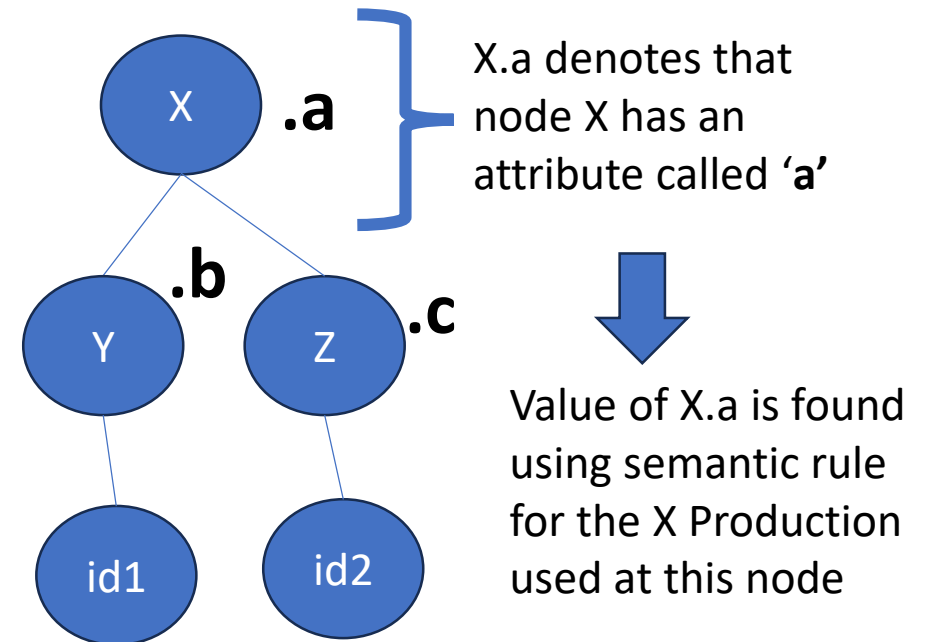 X
.a
X.a denotes that
node X has an
attribute called ‘a’
Y
.b
Z
.c
Value of X.a is found
using semantic rule
for the X Production
used at this node
id1
id2